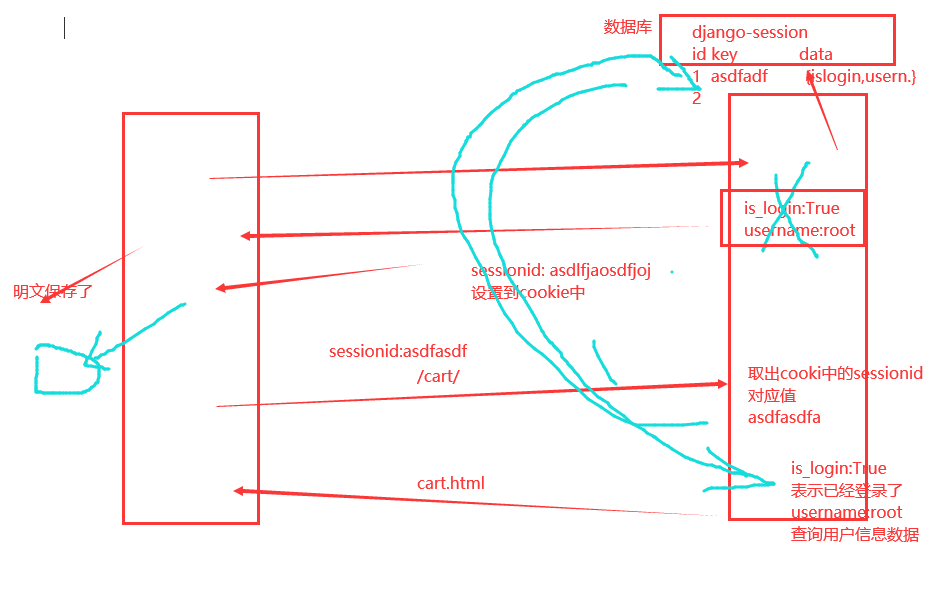 数据库
django-session
id key data
1 asdfadf {islogin,usern.}
2
is_login:True
username:root
sessionid: asdlfjaosdfjoj
设置到cookie中
明文保存了
sessionid:asdfasdf
/cart/
取出cooki中的sessionid
对应值
asdfasdfa
cart.html
is_login:True
表示已经登录了
username:root
查询用户信息数据